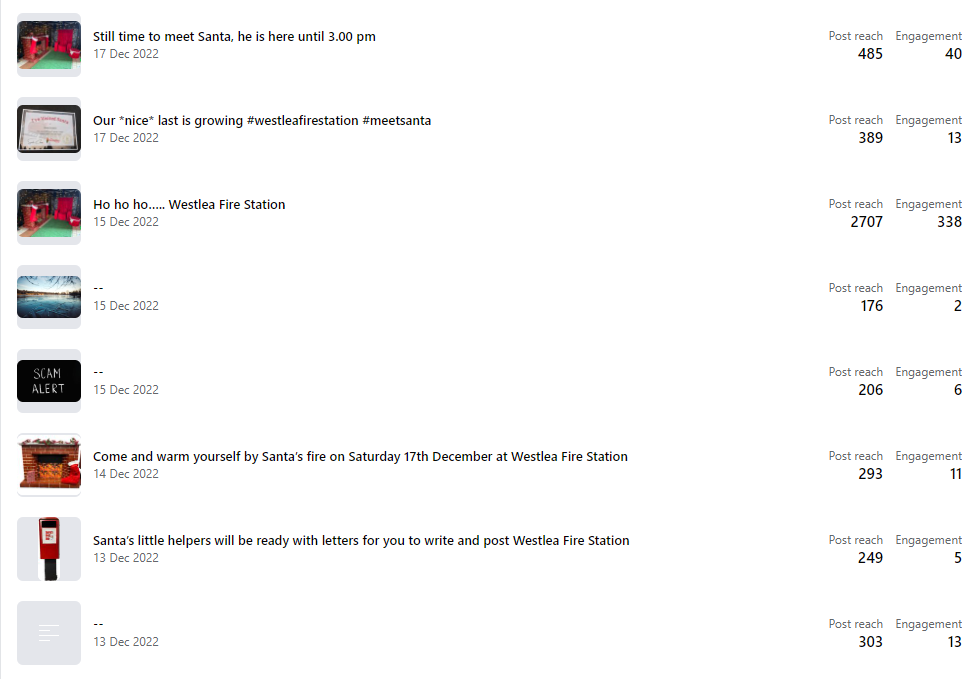 Still time to meet Santa, he is here until 3.00 pm
17 Dec 2022
Post reach Engagement
485 40
Our *nice* last is growing #westleafirestation #meetsanta
17 Dec 2022
Post reach Engagement
389 13
Ho ho ho..... Westlea Fire Station
15 Dec 2022
Post reach Engagement
2707 338
--
15 Dec 2022
Post reach Engagement
176 2
SCAM
ALERT
--
15 Dec 2022
Post reach Engagement
206 6
Come and warm yourself by Santa’s fire on Saturday 17th December at Westlea Fire Station
14 Dec 2022
Post reach Engagement
293 11
Santa’s little helpers will be ready with letters for you to write and post Westlea Fire Station
13 Dec 2022
Post reach Engagement
249 5
--
13 Dec 2022
Post reach Engagement
303 13